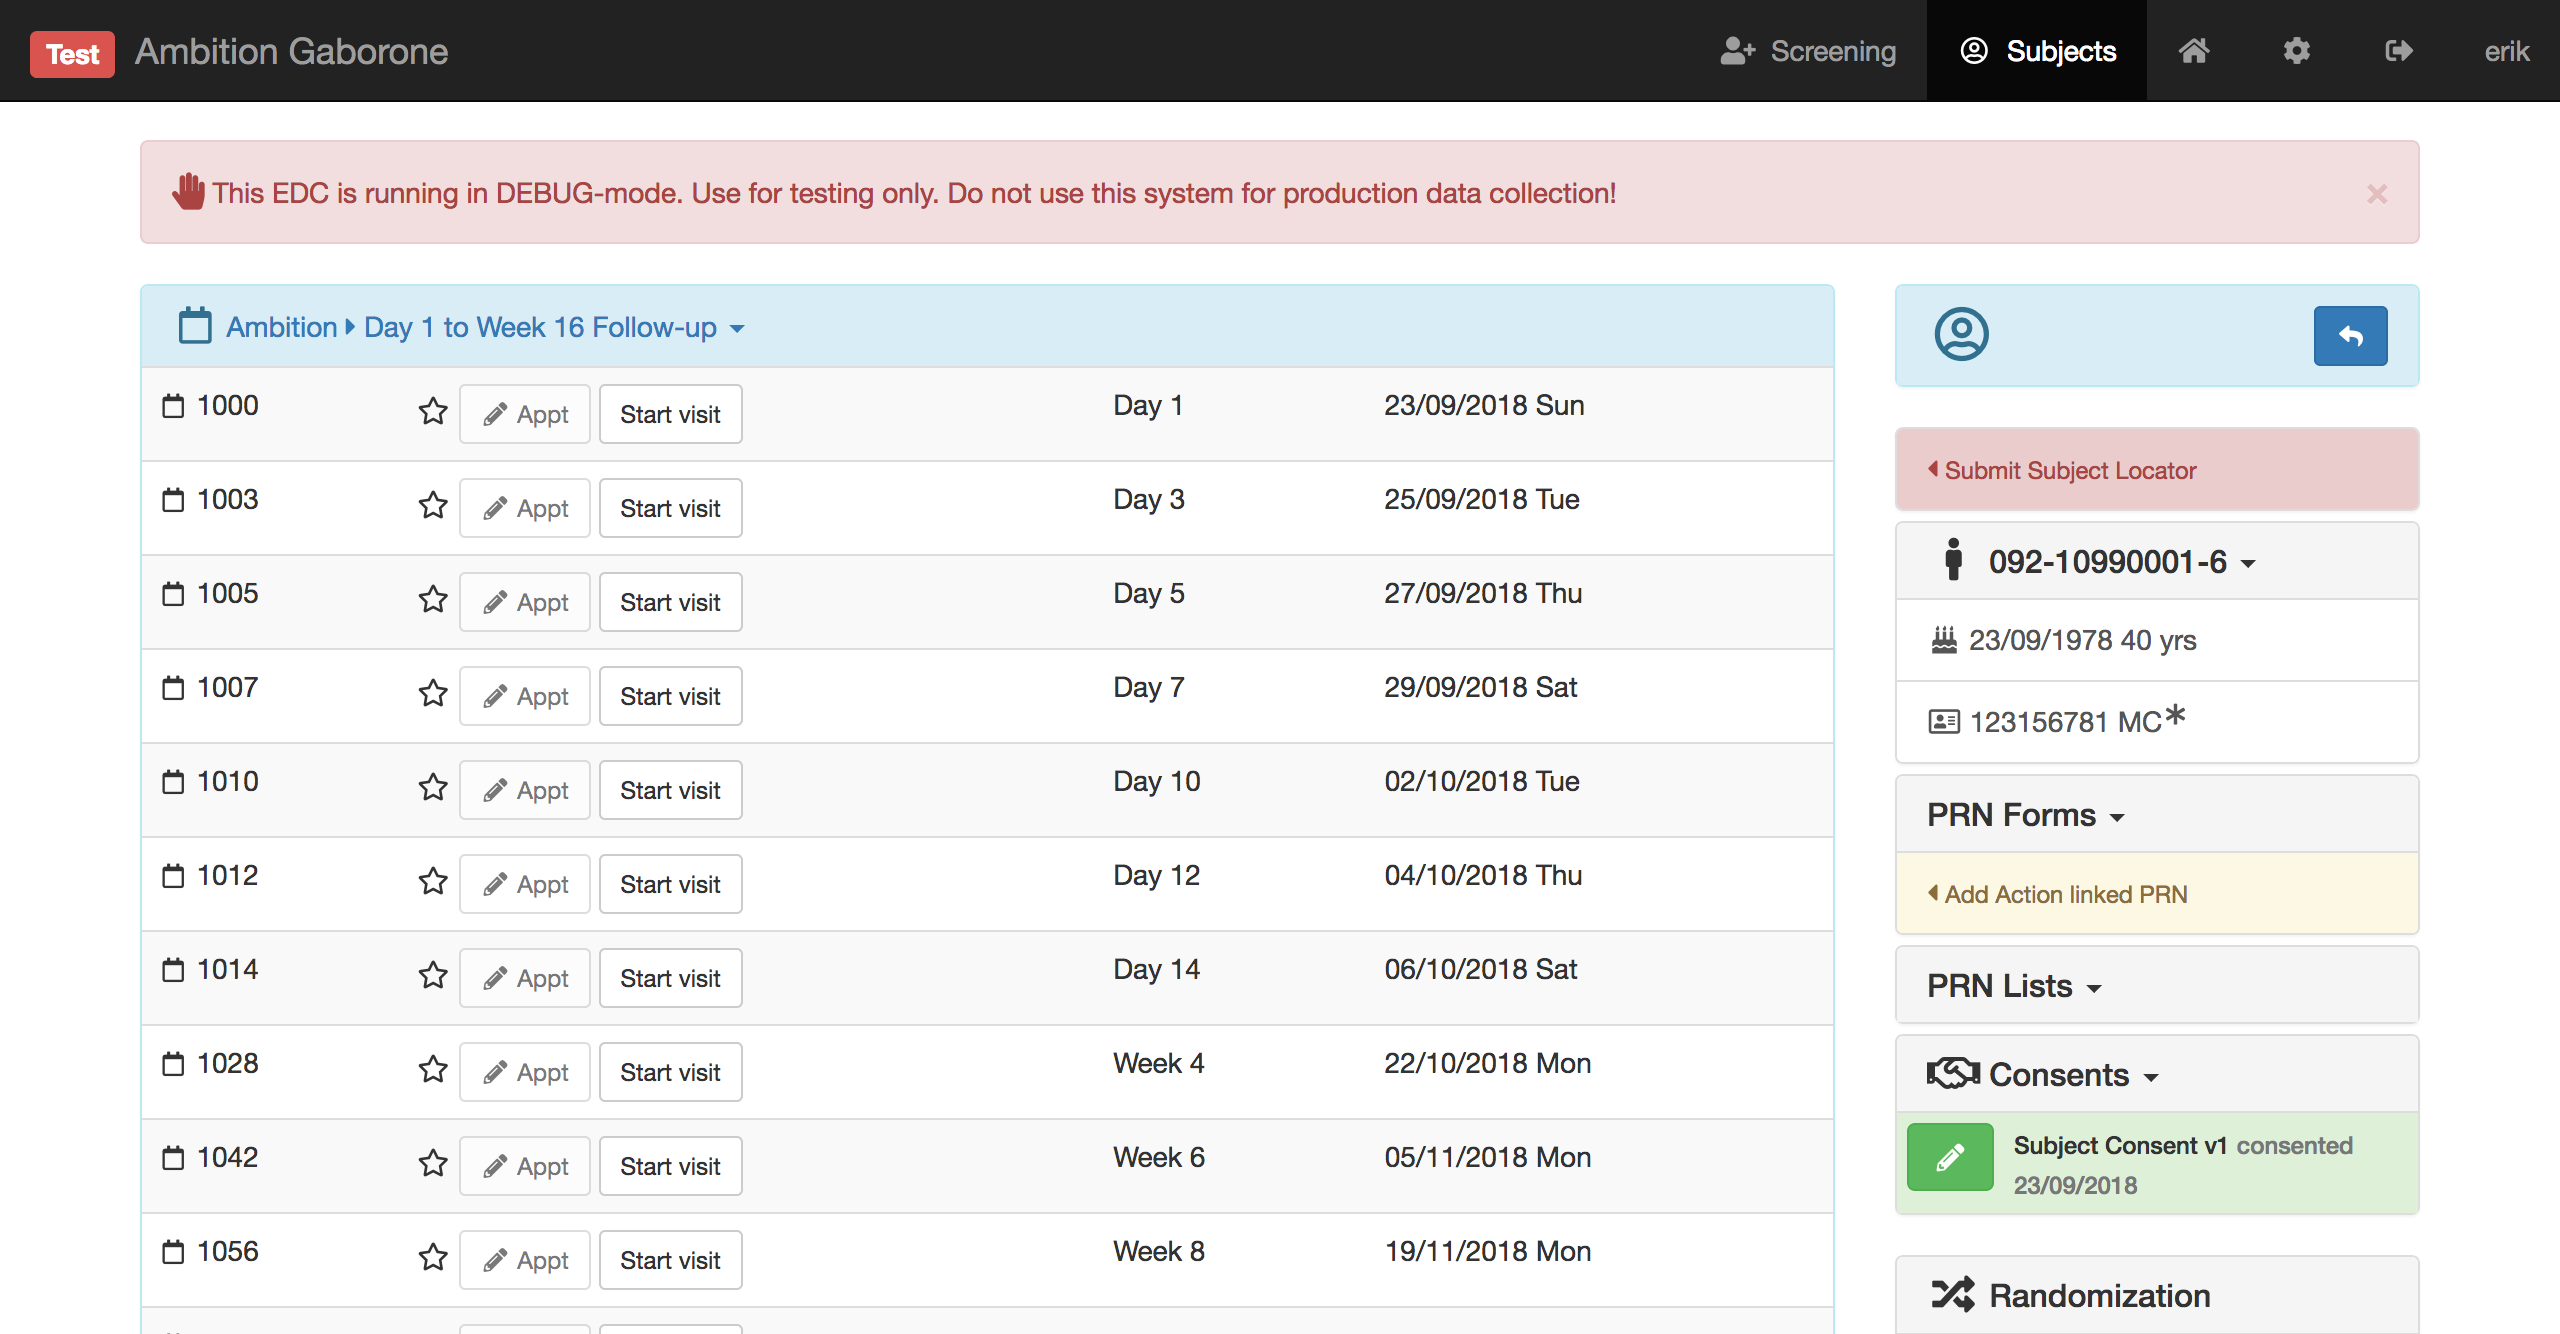 Test Ambition Gaborone Screening Subjects erik
This EDC is running in DEBUG-mode. Use for testing only. Do not use this system for production data collection! ×
Ambition Day 1 to Week 16 Follow-up
1000 Appt Start visit Day 1 23/09/2018 Sun
1003 Appt Start visit Day 3 25/09/2018 Tue
1005 Appt Start visit Day 5 27/09/2018 Thu
1007 Appt Start visit Day 7 29/09/2018 Sat
1010 Appt Start visit Day 10 02/10/2018 Tue
1012 Appt Start visit Day 12 04/10/2018 Thu
1014 Appt Start visit Day 14 06/10/2018 Sat
1028 Appt Start visit Week 4 22/10/2018 Mon
1042 Appt Start visit Week 6 05/11/2018 Mon
1056 Appt Start visit Week 8 19/11/2018 Mon
Submit Subject Locator
092-10990001-6
23/09/1978 40 yrs
123156781 MC*
PRN Forms
Add Action linked PRN
PRN Lists
Consents
Subject Consent v1 consented
23/09/2018
Randomization